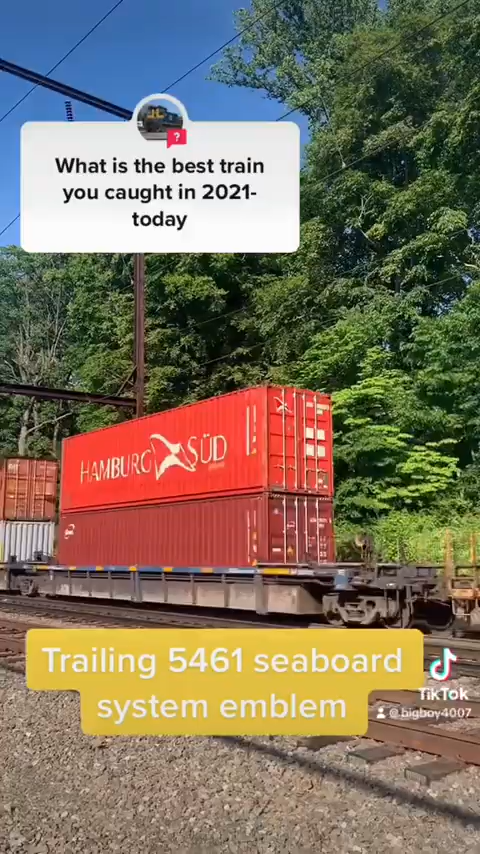 What is the best train
you caught in 2021-
today
HAMBURG SÜD
Trailing 5461 seaboard
system emblem
TikTok
@.bigboy4007